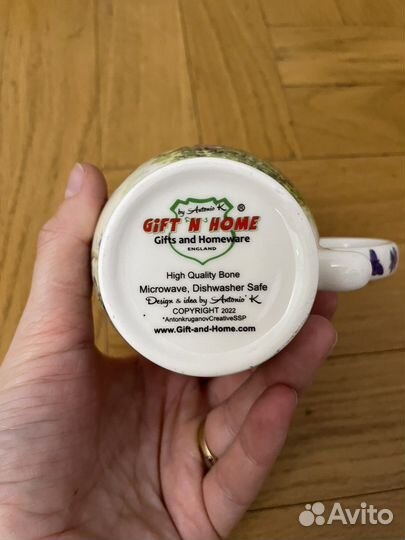 by Antonio K
GiFT 'N' HOME ®
Gifts and Homeware
ENGLAND
High Quality Bone
Microwave, Dishwasher Safe
Design & idea by Antonio K
COPYRIGHT 2022
*AntonkruganovCreativeSSP
www.Gift-and-Home.com
Avito